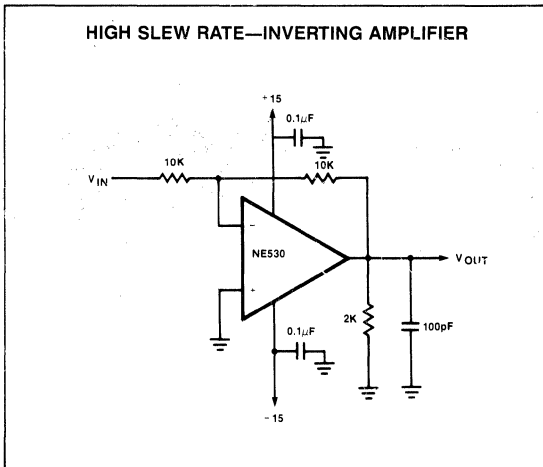 HIGH SLEW RATE—INVERTING AMPLIFIER
+15
0.1μF
10K
10K
V IN
−
NE530
V OUT
+
2K
100pF
0.1μF
−15